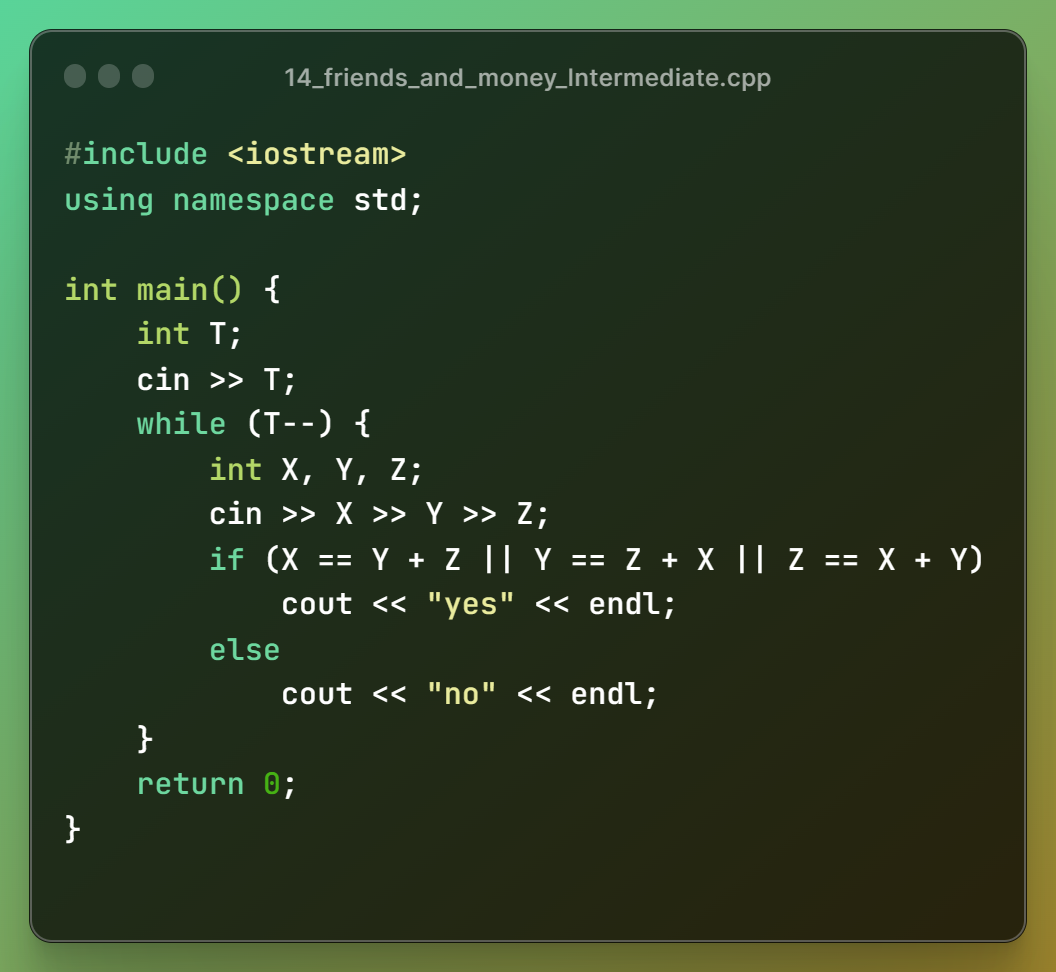 14_friends_and_money_Intermediate.cpp
#include <iostream>
using namespace std;
int main() {
    int T;
    cin >> T;
    while (T--) {
        int X, Y, Z;
        cin >> X >> Y >> Z;
        if (X == Y + Z || Y == Z + X || Z == X + Y)
            cout << "yes" << endl;
        else
            cout << "no" << endl;
    }
    return 0;
}